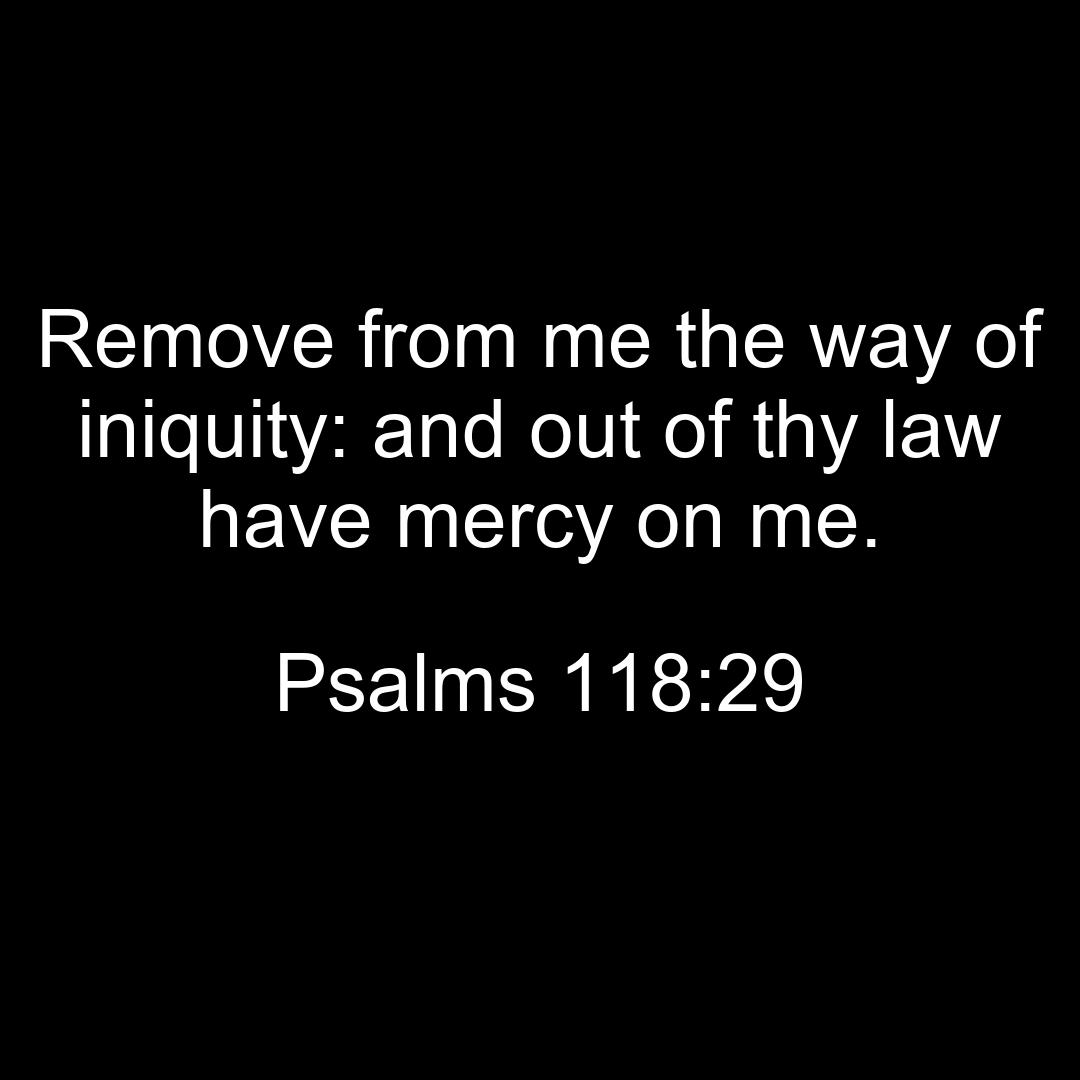 Remove from me the way of
iniquity: and out of thy law
have mercy on me.
Psalms 118:29